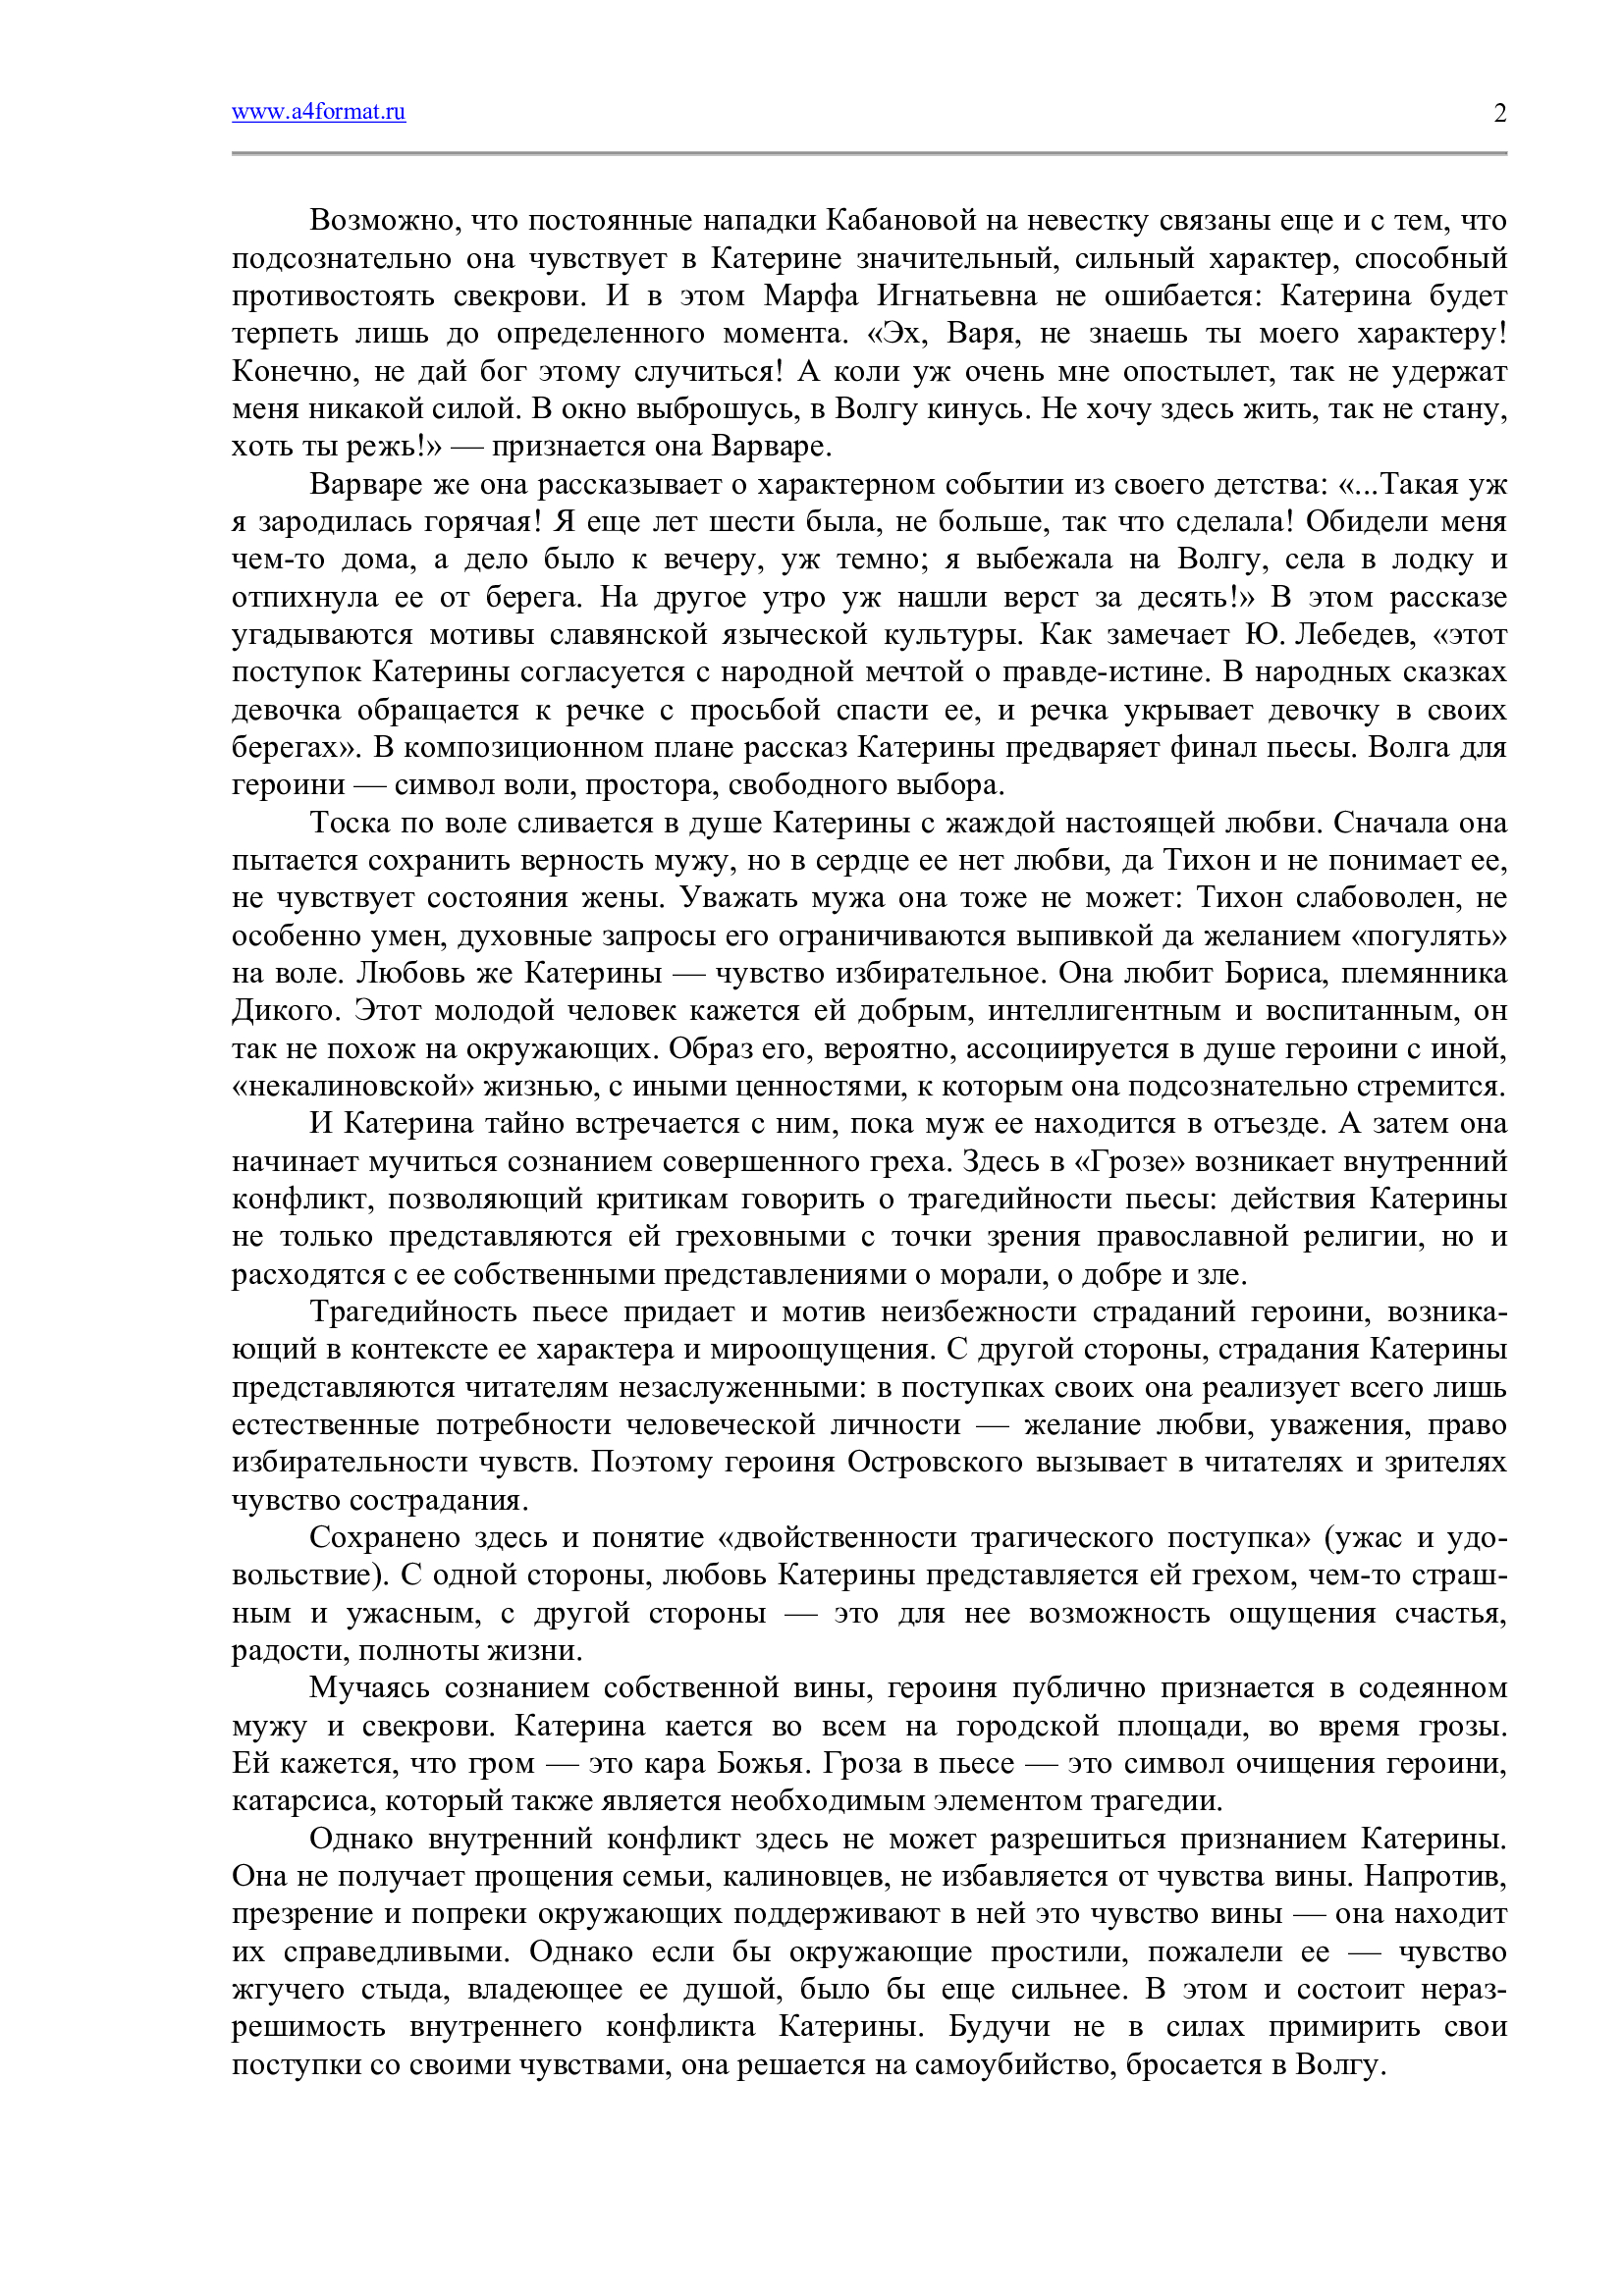 www.a4format.ru 2
Возможно, что постоянные нападки Кабановой на невестку связаны еще и с тем, что
подсознательно она чувствует в Катерине значительный, сильный характер, способный
противостоять свекрови. И в этом Марфа Игнатьевна не ошибается: Катерина будет
терпеть лишь до определенного момента. «Эх, Варя, не знаешь ты моего характеру!
Конечно, не дай бог этому случиться! А коли уж очень мне опостылет, так не удержат
меня никакой силой. В окно выброшусь, в Волгу кинусь. Не хочу здесь жить, так не стану,
хоть ты режь!» — признается она Варваре.
Варваре же она рассказывает о характерном событии из своего детства: «...Такая уж
я зародилась горячая! Я еще лет шести была, не больше, так что сделала! Обидели меня
чем-то дома, а дело было к вечеру, уж темно; я выбежала на Волгу, села в лодку и
отпихнула ее от берега. На другое утро уж нашли верст за десять!» В этом рассказе
угадываются мотивы славянской языческой культуры. Как замечает Ю. Лебедев, «этот
поступок Катерины согласуется с народной мечтой о правде-истине. В народных сказках
девочка обращается к речке с просьбой спасти ее, и речка укрывает девочку в своих
берегах». В композиционном плане рассказ Катерины предваряет финал пьесы. Волга для
героини — символ воли, простора, свободного выбора.
Тоска по воле сливается в душе Катерины с жаждой настоящей любви. Сначала она
пытается сохранить верность мужу, но в сердце ее нет любви, да Тихон и не понимает ее,
не чувствует состояния жены. Уважать мужа она тоже не может: Тихон слабоволен, не
особенно умен, духовные запросы его ограничиваются выпивкой да желанием «погулять»
на воле. Любовь же Катерины — чувство избирательное. Она любит Бориса, племянника
Дикого. Этот молодой человек кажется ей добрым, интеллигентным и воспитанным, он
так не похож на окружающих. Образ его, вероятно, ассоциируется в душе героини с иной,
«некалиновской» жизнью, с иными ценностями, к которым она подсознательно стремится.
И Катерина тайно встречается с ним, пока муж ее находится в отъезде. А затем она
начинает мучиться сознанием совершенного греха. Здесь в «Грозе» возникает внутренний
конфликт, позволяющий критикам говорить о трагедийности пьесы: действия Катерины
не только представляются ей греховными с точки зрения православной религии, но и
расходятся с ее собственными представлениями о морали, о добре и зле.
Трагедийность пьесе придает и мотив неизбежности страданий героини, возника-
ющий в контексте ее характера и мироощущения. С другой стороны, страдания Катерины
представляются читателям незаслуженными: в поступках своих она реализует всего лишь
естественные потребности человеческой личности — желание любви, уважения, право
избирательности чувств. Поэтому героиня Островского вызывает в читателях и зрителях
чувство сострадания.
Сохранено здесь и понятие «двойственности трагического поступка» (ужас и удо-
вольствие). С одной стороны, любовь Катерины представляется ей грехом, чем-то страш-
ным и ужасным, с другой стороны — это для нее возможность ощущения счастья,
радости, полноты жизни.
Мучаясь сознанием собственной вины, героиня публично признается в содеянном
мужу и свекрови. Катерина кается во всем на городской площади, во время грозы.
Ей кажется, что гром — это кара Божья. Гроза в пьесе — это символ очищения героини,
катарсиса, который также является необходимым элементом трагедии.
Однако внутренний конфликт здесь не может разрешиться признанием Катерины.
Она не получает прощения семьи, калиновцев, не избавляется от чувства вины. Напротив,
презрение и попреки окружающих поддерживают в ней это чувство вины — она находит
их справедливыми. Однако если бы окружающие простили, пожалели ее — чувство
жгучего стыда, владеющее ее душой, было бы еще сильнее. В этом и состоит нераз-
решимость внутреннего конфликта Катерины. Будучи не в силах примирить свои
поступки со своими чувствами, она решается на самоубийство, бросается в Волгу.